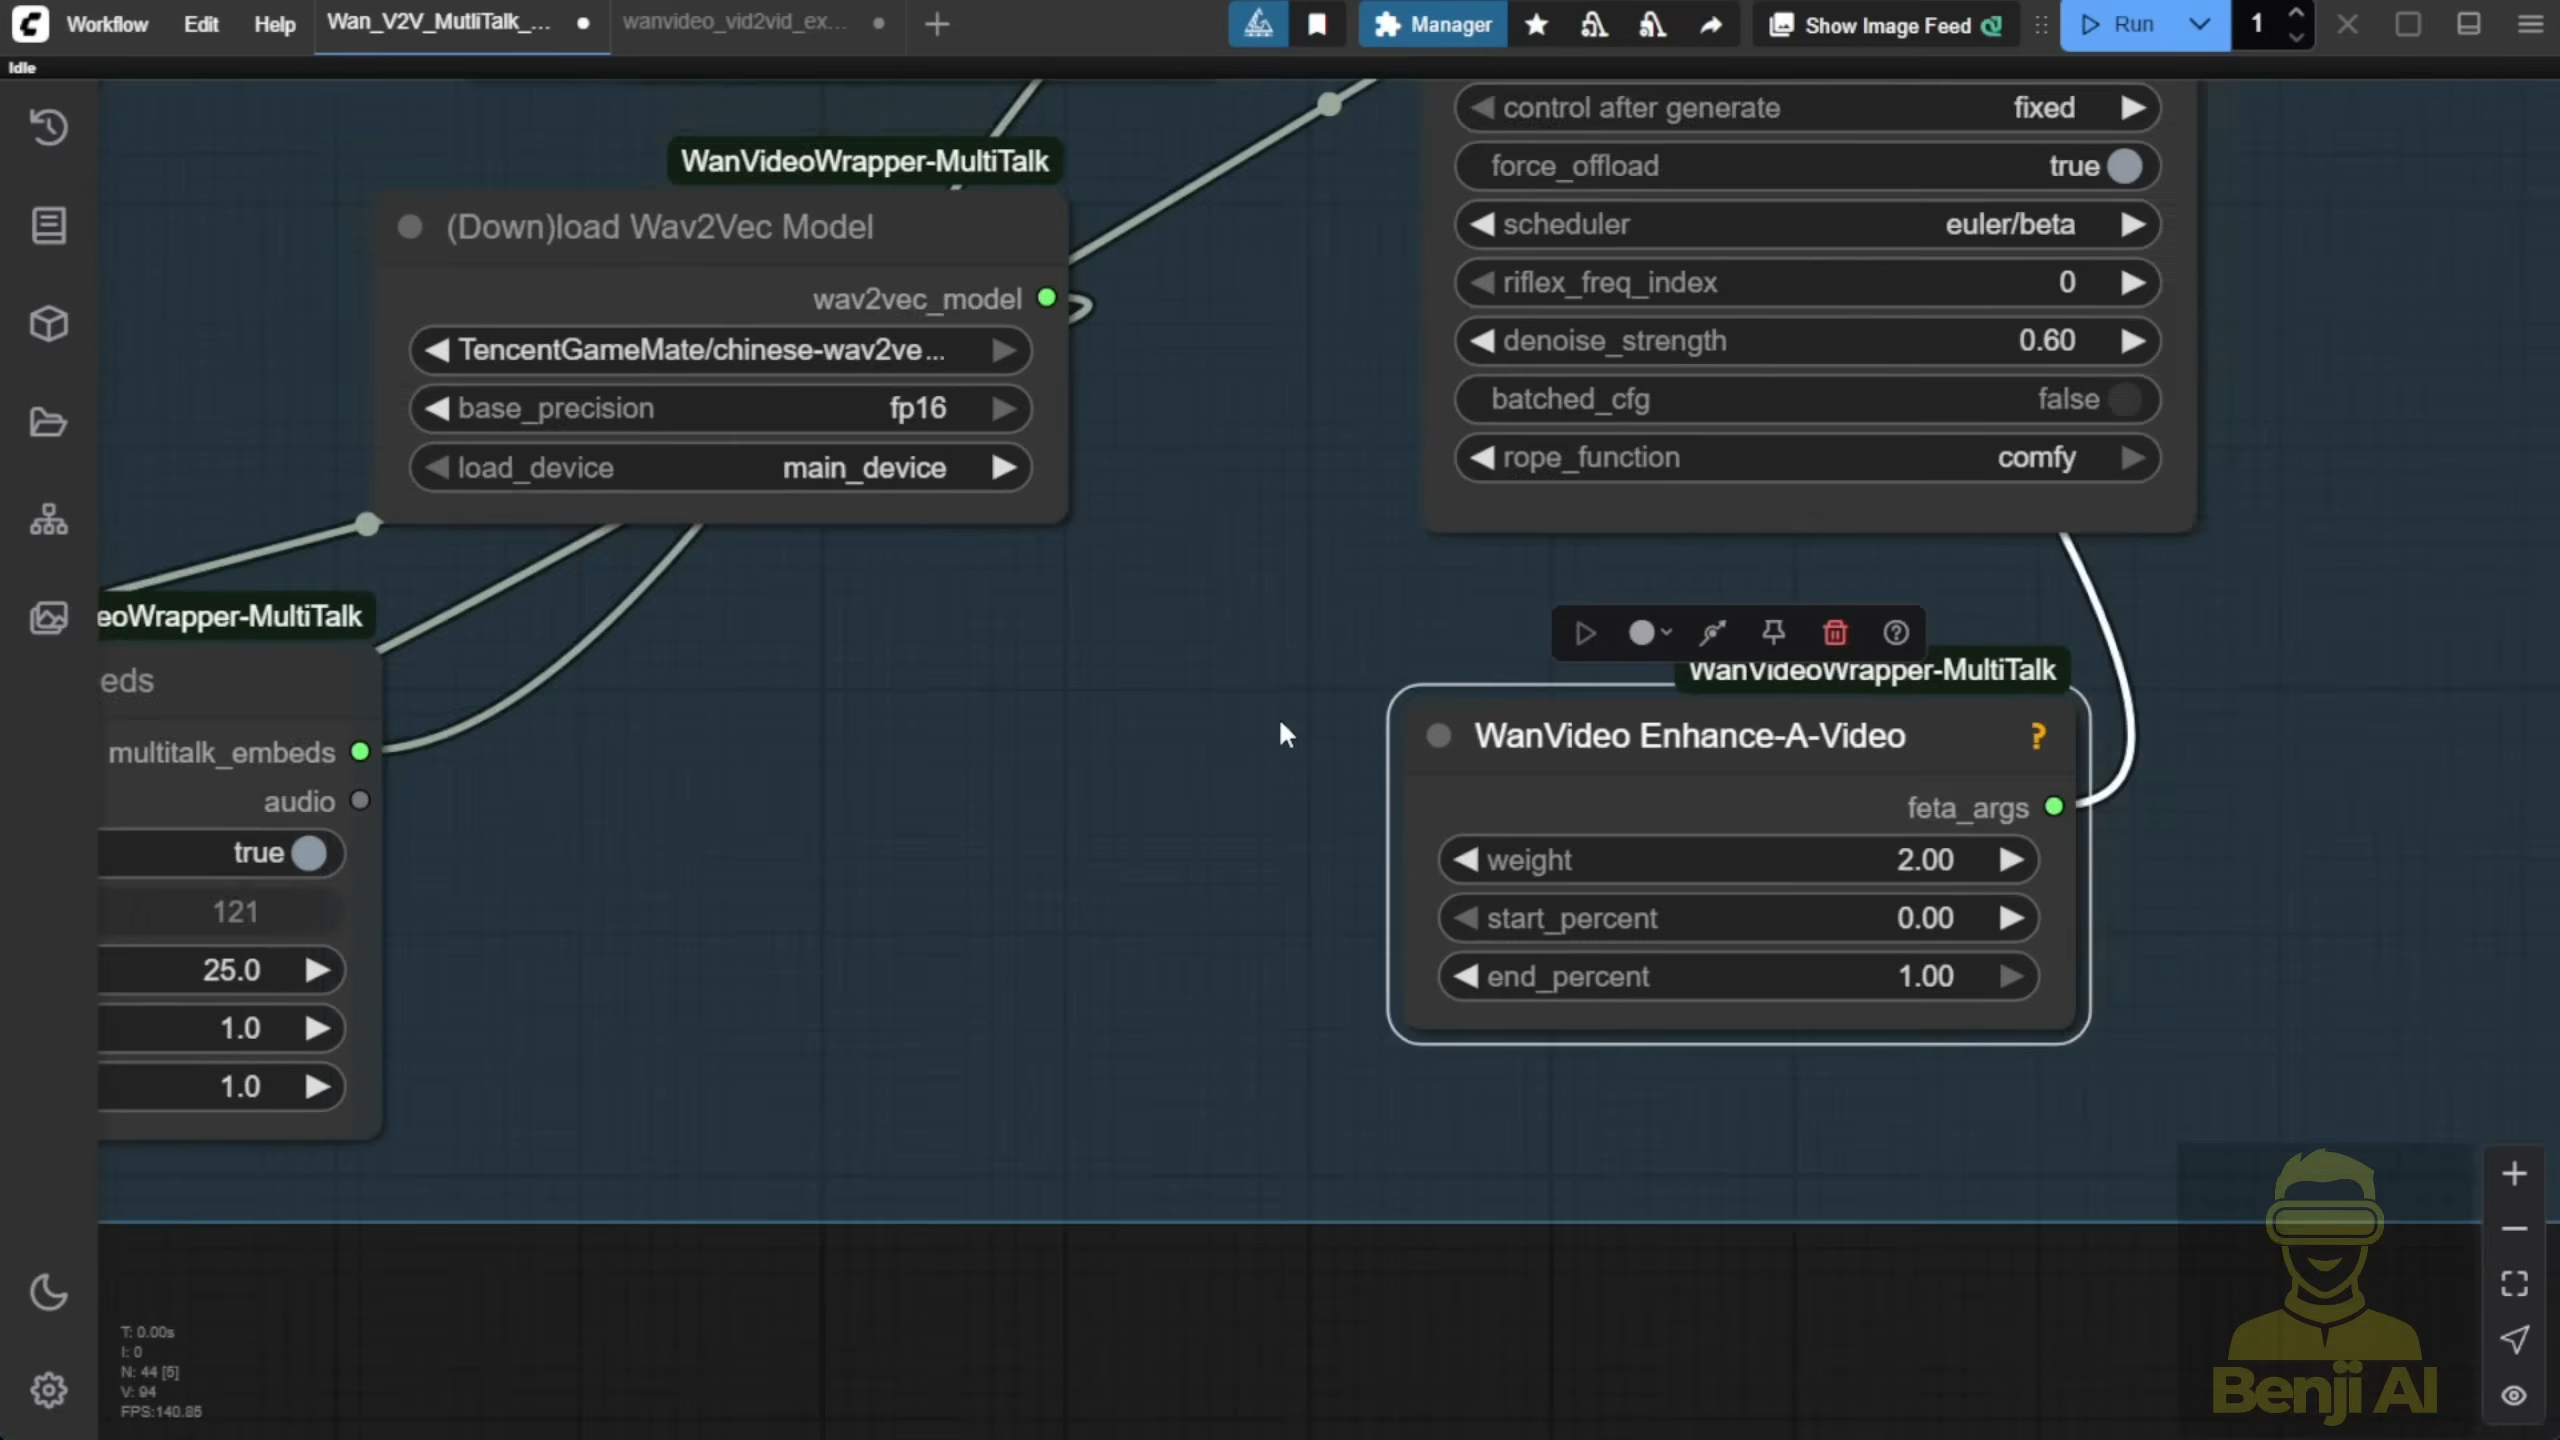 Workflow
Edit
Help
Wan_V2V_MutliTalk_...
wanvideo_vid2vid_ex...
Manager
Show Image Feed
Run
1
Idle
WanVideoWrapper-MultiTalk
(Down)load Wav2Vec Model
wav2vec_model
TencentGameMate/chinese-wav2ve...
base_precision fp16
load_device main_device
control after generate fixed
force_offload true
scheduler euler/beta
riflex_freq_index 0
denoise_strength 0.60
batched_cfg false
rope_function comfy
eoWrapper-MultiTalk
eds
multitalk_embeds
audio
true
121
25.0
1.0
1.0
WanVideoWrapper-MultiTalk
WanVideo Enhance-A-Video ?
feta_args
weight 2.00
start_percent 0.00
end_percent 1.00
T: 0.00s
I: 0
N: 44 [5]
V: 94
FPS:140.85
Benji AI